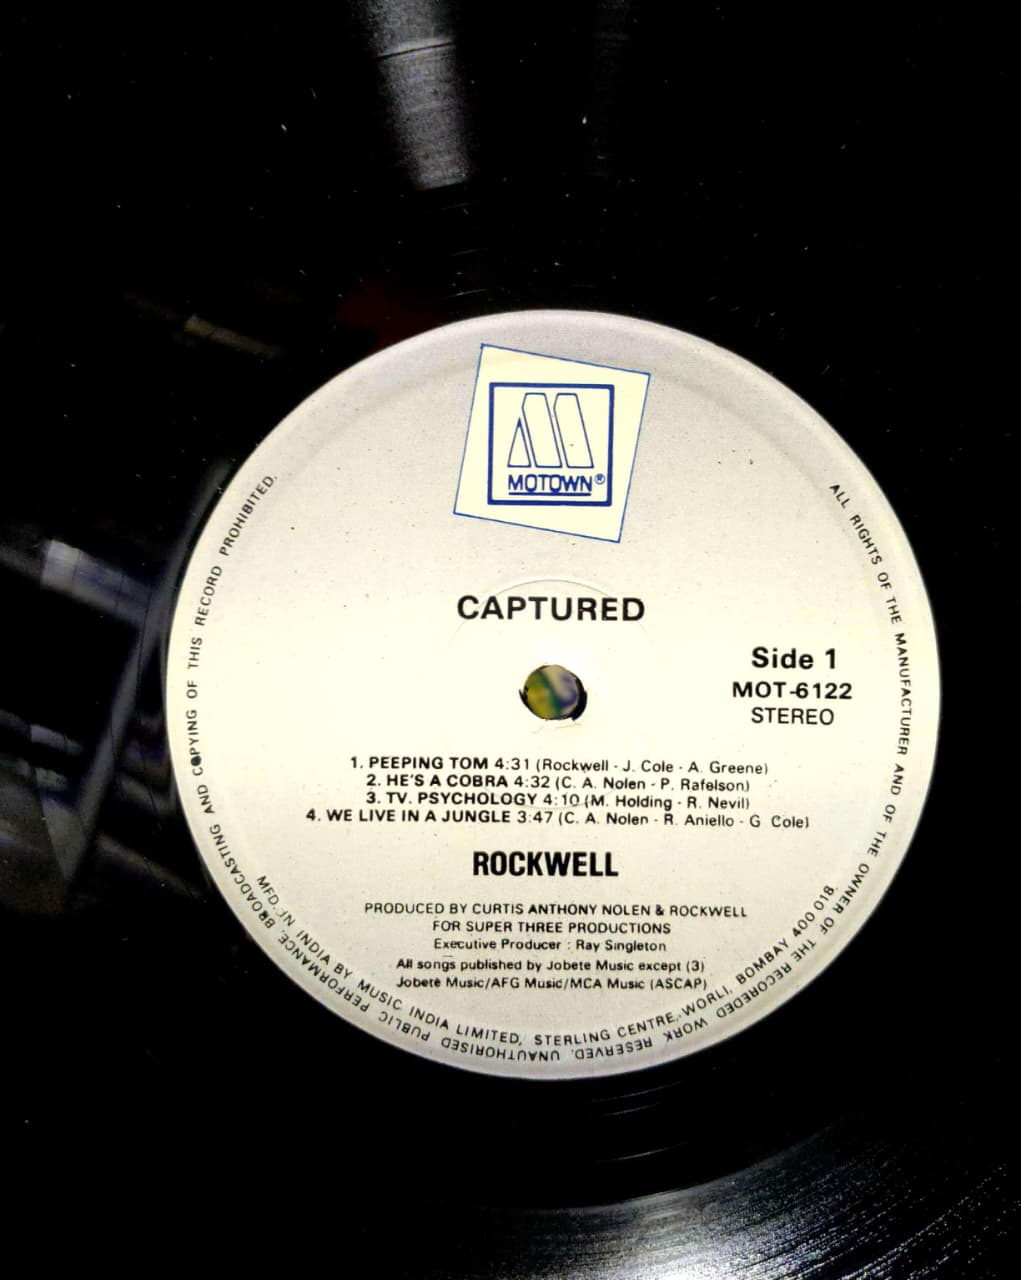 MOTOWN®
CAPTURED
Side 1
MOT-6122
STEREO
1. PEEPING TOM 4:31 (Rockwell - J. Cole - A. Greene)
2. HE'S A COBRA 4:32 (C. A. Nolen - P. Rafelson)
3. TV. PSYCHOLOGY 4:10 (M. Holding - R. Nevil)
4. WE LIVE IN A JUNGLE 3:47 (C. A. Nolen - R. Aniello - G Cole)
ROCKWELL
PRODUCED BY CURTIS ANTHONY NOLEN & ROCKWELL
FOR SUPER THREE PRODUCTIONS
Executive Producer : Ray Singleton
All songs published by Jobete Music except (3)
Jobete Music/AFG Music/MCA Music (ASCAP)
MFD. IN INDIA BY MUSIC INDIA LIMITED, STERLING CENTRE, WORLI, BOMBAY 400 018.
ALL RIGHTS OF THE MANUFACTURER AND OF THE OWNER OF THE RECOREDED WORK RESERVED. UNAUTHORISED PUBLIC PERFORMANCE, BROADCASTING AND COPYING OF THIS RECORD PROHIBITED.